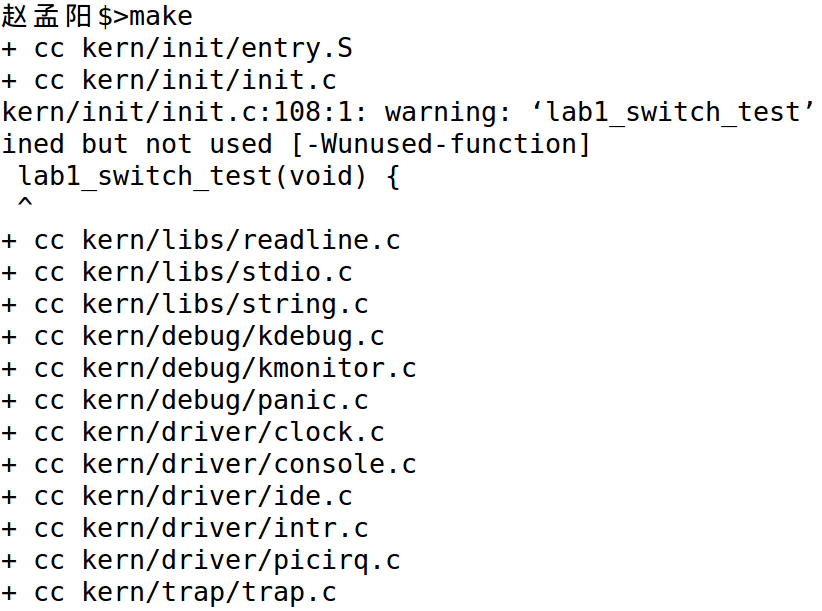 赵孟阳$>make
+ cc kern/init/entry.S
+ cc kern/init/init.c
kern/init/init.c:108:1: warning: ‘lab1_switch_test’
ined but not used [-Wunused-function]
 lab1_switch_test(void) {
 ^
+ cc kern/libs/readline.c
+ cc kern/libs/stdio.c
+ cc kern/libs/string.c
+ cc kern/debug/kdebug.c
+ cc kern/debug/kmonitor.c
+ cc kern/debug/panic.c
+ cc kern/driver/clock.c
+ cc kern/driver/console.c
+ cc kern/driver/ide.c
+ cc kern/driver/intr.c
+ cc kern/driver/picirq.c
+ cc kern/trap/trap.c